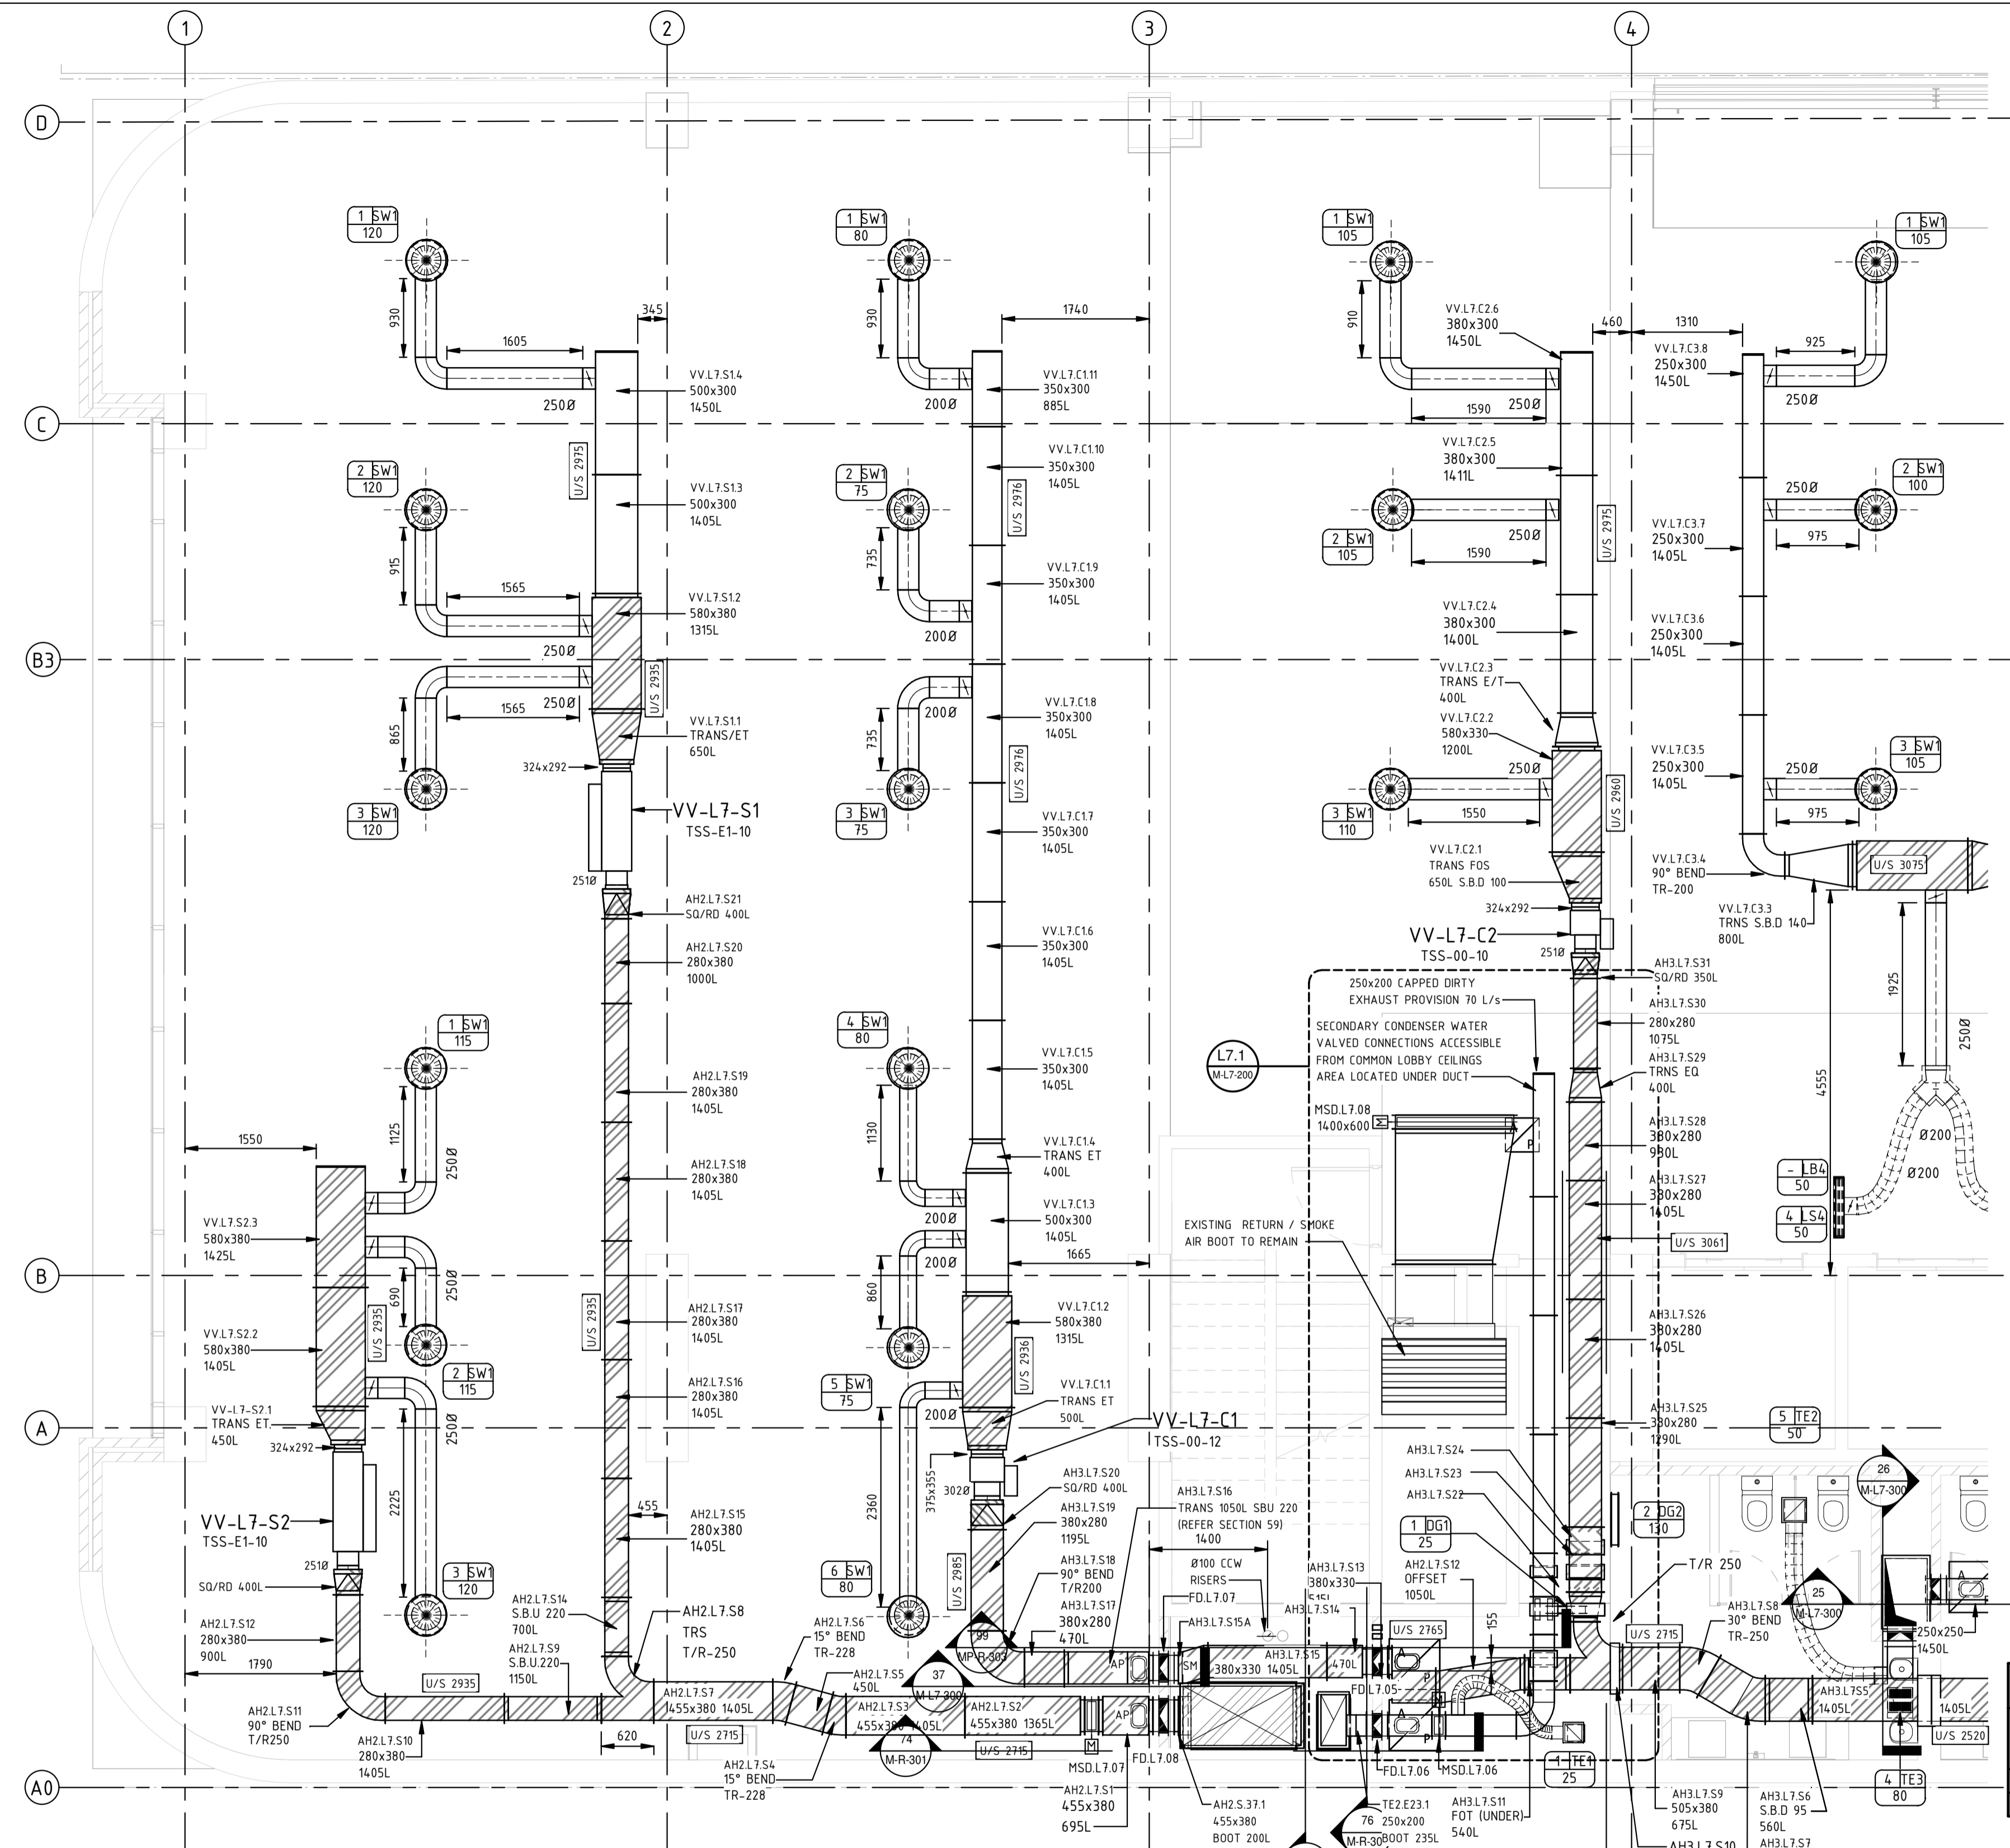 1
2
3
4
D
C
B3
B
A
A0
1 SW1
120
930
1605
345
250Ø
VV.L7.S1.4
500x300
1450L
U/S 2975
2 SW1
120
VV.L7.S1.3
500x300
1405L
915
1565
VV.L7.S1.2
580x380
1315L
250Ø
U/S 2935
865
1565
250Ø
VV.L7.S1.1
TRANS/ET
650L
324x292
3 SW1
120
VV-L7-S1
TSS-E1-10
251Ø
AH2.L7.S21
SQ/RD 400L
AH2.L7.S20
280x380
1000L
AH2.L7.S19
280x380
1405L
AH2.L7.S18
280x380
1405L
U/S 2935
AH2.L7.S17
280x380
1405L
AH2.L7.S16
280x380
1405L
455
AH2.L7.S15
280x380
1405L
1 SW1
115
1125
250Ø
1550
VV.L7.S2.3
580x380
1425L
690
250Ø
U/S 2935
VV.L7.S2.2
580x380
1405L
2 SW1
115
VV-L7-S2.1
TRANS ET
450L
324x292
2225
250Ø
VV-L7-S2
TSS-E1-10
251Ø
SQ/RD 400L
3 SW1
120
AH2.L7.S12
280x380
900L
1790
AH2.L7.S11
90° BEND
T/R250
U/S 2935
AH2.L7.S10
280x380
1405L
AH2.L7.S14
S.B.U 220
700L
AH2.L7.S9
S.B.U.220
1150L
620
AH2.L7.S8
TRS
T/R-250
AH2.L7.S7
455x380 1405L
U/S 2715
AH2.L7.S6
15° BEND
TR-228
AH2.L7.S5
450L
AH2.L7.S4
15° BEND
TR-228
AH2.L7.S3
455x380 1405L
AH2.L7.S2
455x380 1365L
U/S 2715
37
M-L7-300
74
M-R-301
99
MP-R-303
MSD.L7.07
M
AH2.L7.S1
455x380
695L
FD.L7.08
AP
AP
1 SW1
80
930
1740
200Ø
VV.L7.C1.11
350x300
885L
VV.L7.C1.10
350x300
1405L
U/S 2976
2 SW1
75
735
200Ø
VV.L7.C1.9
350x300
1405L
735
200Ø
VV.L7.C1.8
350x300
1405L
U/S 2976
3 SW1
75
VV.L7.C1.7
350x300
1405L
VV.L7.C1.6
350x300
1405L
4 SW1
80
VV.L7.C1.5
350x300
1405L
1130
VV.L7.C1.4
TRANS ET
400L
200Ø
VV.L7.C1.3
500x300
1405L
1665
200Ø
860
VV.L7.C1.2
580x380
1315L
U/S 2936
5 SW1
75
200Ø
VV.L7.C1.1
TRANS ET
500L
VV-L7-C1
TSS-00-12
2360
375x355
302Ø
AH3.L7.S20
SQ/RD 400L
AH3.L7.S19
380x280
1195L
U/S 2985
AH3.L7.S18
90° BEND
T/R200
AH3.L7.S17
380x280
470L
6 SW1
80
AH3.L7.S16
TRANS 1050L SBU 220
(REFER SECTION 59)
1400
Ø100 CCW
RISERS
FD.L7.07
AH3.L7.S15A
SM
AH3.L7.S15
380x330 1405L
AH3.L7.S14
470L
AH3.L7.S13
380x330
515L
FD.L7.05
U/S 2765
AH2.L7.S12
OFFSET
1050L
155
1 SW1
105
910
VV.L7.C2.6
380x300
1450L
460
1310
1590
250Ø
VV.L7.C2.5
380x300
1411L
2 SW1
105
250Ø
1590
U/S 2975
VV.L7.C2.4
380x300
1400L
VV.L7.C2.3
TRANS E/T
400L
VV.L7.C2.2
580x330
1200L
250Ø
U/S 2960
3 SW1
110
1550
VV.L7.C2.1
TRANS FOS
650L S.B.D 100
324x292
VV-L7-C2
TSS-00-10
251Ø
AH3.L7.S31
SQ/RD 350L
250x200 CAPPED DIRTY
EXHAUST PROVISION 70 L/s
AH3.L7.S30
280x280
1075L
SECONDARY CONDENSER WATER
VALVED CONNECTIONS ACCESSIBLE
FROM COMMON LOBBY CEILINGS
AREA LOCATED UNDER DUCT
L7.1
M-L7-200
AH3.L7.S29
TRNS EQ
400L
MSD.L7.08
1400x600
M
P
AH3.L7.S28
380x280
930L
AH3.L7.S27
380x280
1405L
U/S 3061
EXISTING RETURN / SMOKE
AIR BOOT TO REMAIN
AH3.L7.S26
380x280
1405L
AH3.L7.S25
380x280
1290L
AH3.L7.S24
AH3.L7.S23
AH3.L7.S22
1 DG1
25
2 DG2
130
T/R 250
1 SW1
105
VV.L7.C3.8
250x300
1450L
925
250Ø
2 SW1
100
250Ø
975
VV.L7.C3.7
250x300
1405L
VV.L7.C3.6
250x300
1405L
VV.L7.C3.5
250x300
1405L
3 SW1
105
250Ø
975
VV.L7.C3.4
90° BEND
TR-200
U/S 3075
VV.L7.C3.3
TRNS S.B.D 140
800L
1925
250Ø
4555
Ø200
Ø200
- LB4
50
4 LS4
50
5 TE2
50
26
M-L7-300
25
M-L7-300
250x250
1450L
A
U/S 2715
AH3.L7.S8
30° BEND
TR-250
AH3.L7S5
1405L
1405L
U/S 2520
4 TE3
80
AH3.L7.S9
505x380
675L
AH3.L7.S6
S.B.D 95
560L
AH3.L7.S7
AH3.L7.S10
1 TE1
25
A
P
A
P
FD.L7.06
MSD.L7.06
AH3.L7.S11
FOT (UNDER)
540L
TE2.E23.1
250x200
BOOT 235L
76
M-R-30
AH2.S.37.1
455x380
BOOT 200L